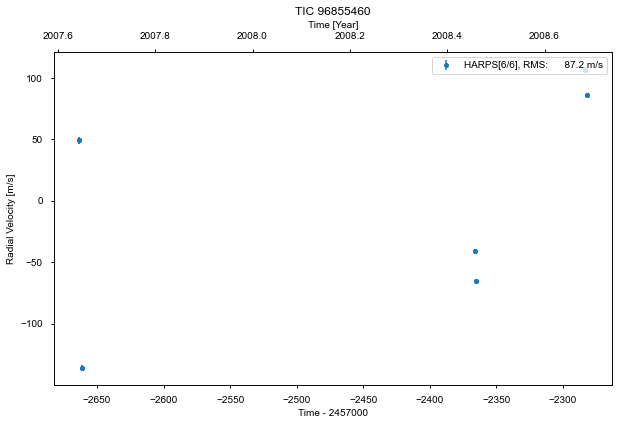 TIC 96855460
Time [Year]
2007.6 2007.8 2008.0 2008.2 2008.4 2008.6
HARPS[6/6], RMS: 87.2 m/s
100
50
0
−50
−100
Radial Velocity [m/s]
−2650 −2600 −2550 −2500 −2450 −2400 −2350 −2300
Time - 2457000